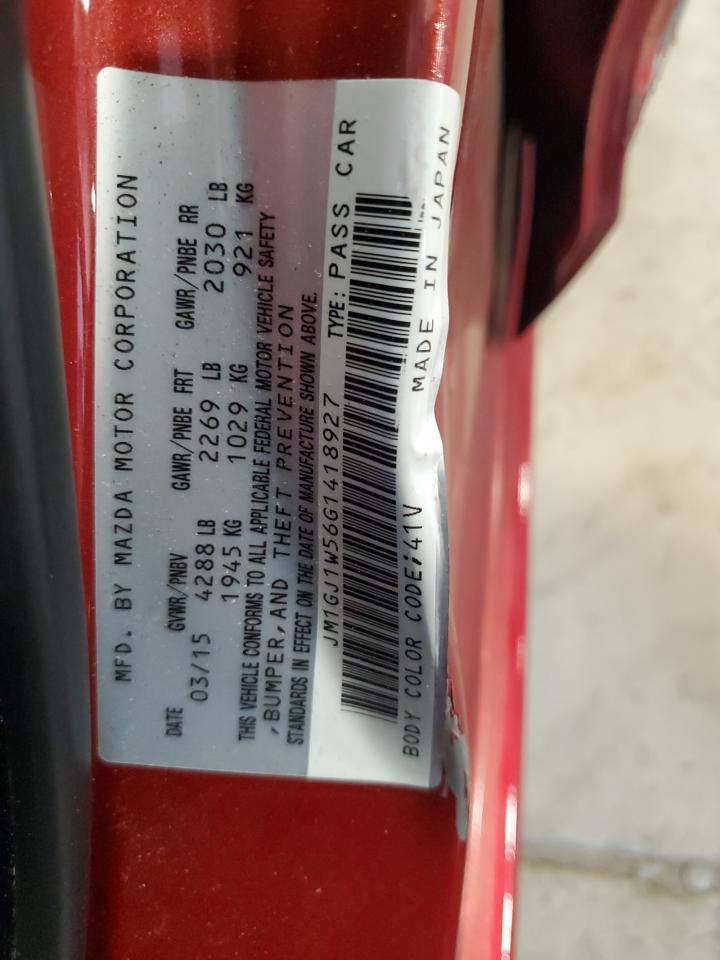 MFD. BY MAZDA MOTOR CORPORATION
DATE GVWR/PNBV GAWR/PNBE FRT GAWR/PNBE RR
03/15 4288 LB 2269 LB 2030 LB
1945 KG 1029 KG 921 KG
THIS VEHICLE CONFORMS TO ALL APPLICABLE FEDERAL MOTOR VEHICLE SAFETY
,BUMPER,AND THEFT PREVENTION
STANDARDS IN EFFECT ON THE DATE OF MANUFACTURE SHOWN ABOVE.
JM1GJ1W56G1418927 TYPE: PASS CAR
BODY COLOR CODE;41V MADE IN JAPAN